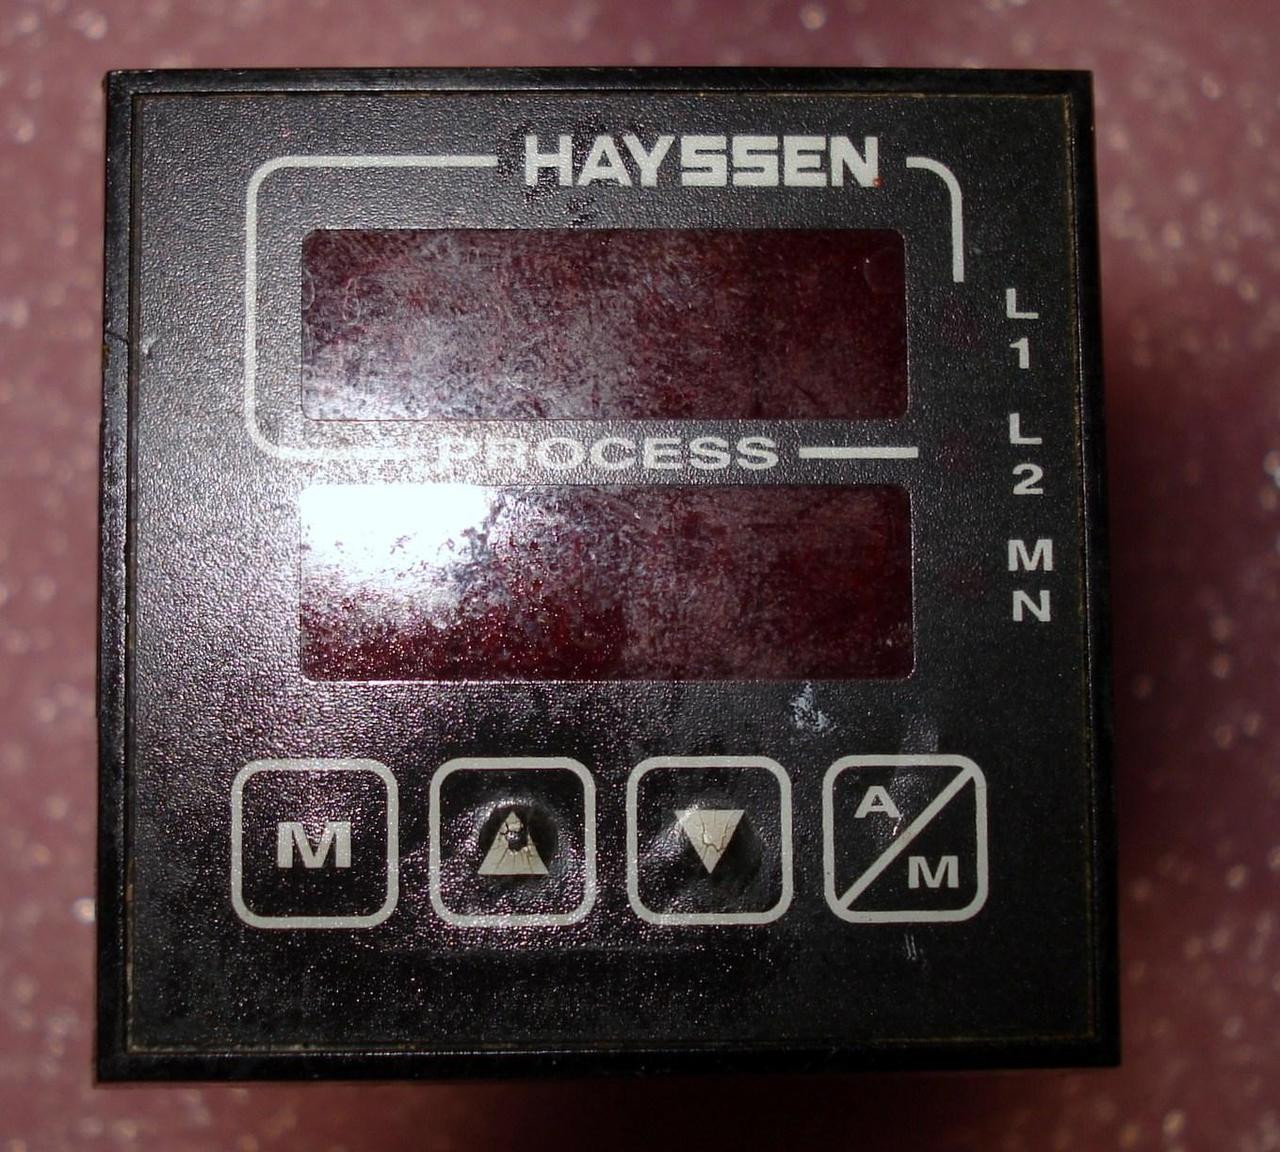 HAYSSEN
L1
PROCESS
L2
MN
M
A/M